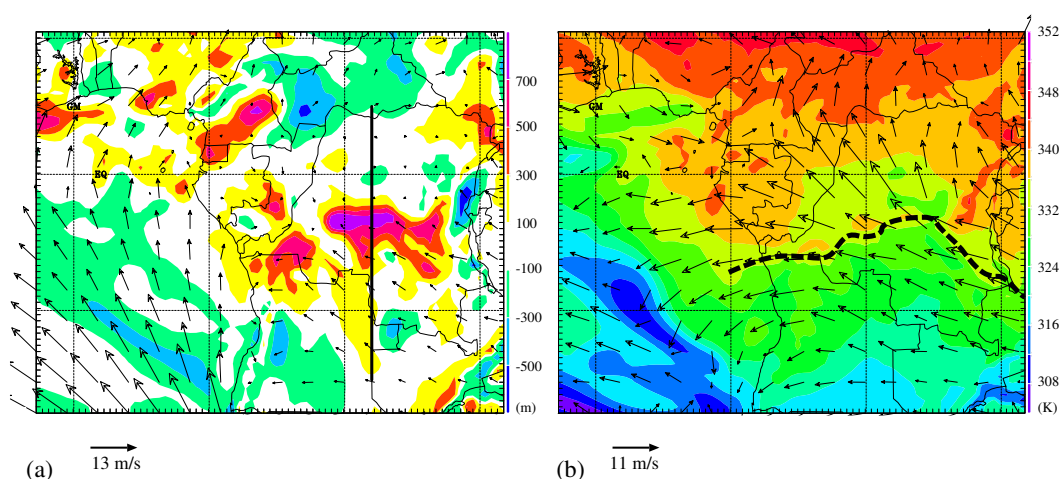 700
500
300
100
-100
-300
-500
(m)
GM
EQ
13 m/s
(a)
352
348
340
332
324
316
308
(K)
GM
EQ
11 m/s
(b)